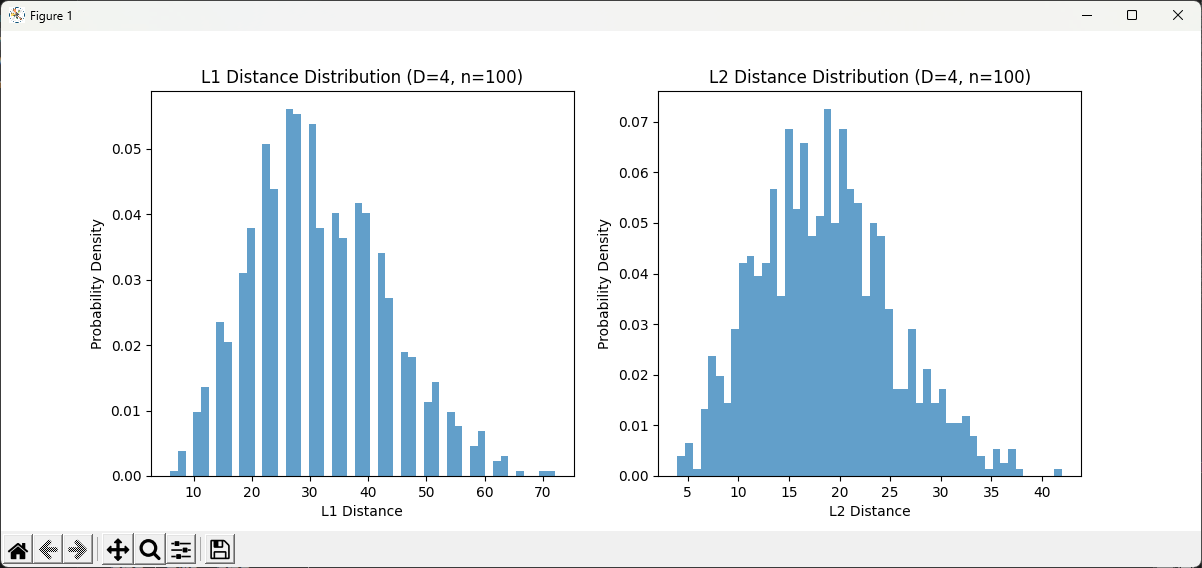 Figure 1
L1 Distance Distribution (D=4, n=100)
0.05
0.04
0.03
0.02
0.01
0.00
Probability Density
10 20 30 40 50 60 70
L1 Distance
L2 Distance Distribution (D=4, n=100)
0.07
0.06
0.05
0.04
0.03
0.02
0.01
0.00
Probability Density
5 10 15 20 25 30 35 40
L2 Distance